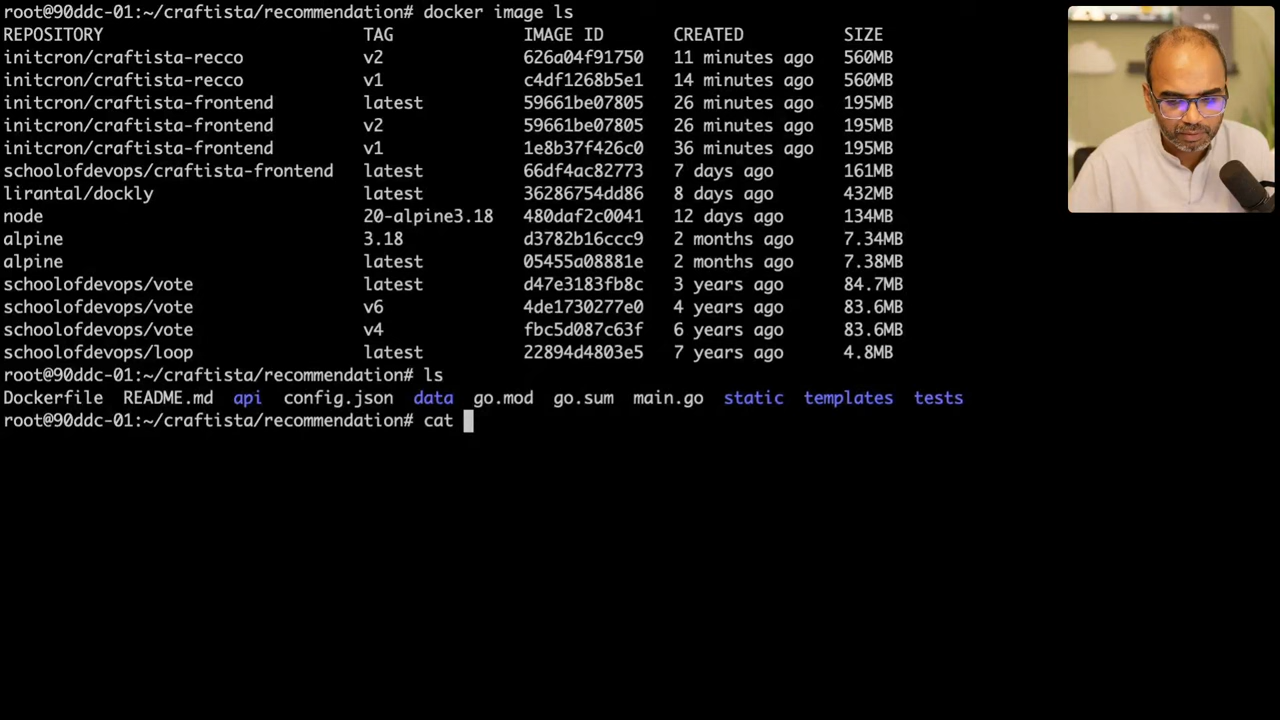 root@90ddc-01:~/craftista/recommendation# docker image ls
REPOSITORY TAG IMAGE ID CREATED SIZE
initcron/craftista-recco v2 626a04f91750 11 minutes ago 560MB
initcron/craftista-recco v1 c4df1268b5e1 14 minutes ago 560MB
initcron/craftista-frontend latest 59661be07805 26 minutes ago 195MB
initcron/craftista-frontend v2 59661be07805 26 minutes ago 195MB
initcron/craftista-frontend v1 1e8b37f426c0 36 minutes ago 195MB
schoolofdevops/craftista-frontend latest 66df4ac82773 7 days ago 161MB
lirantal/dockly latest 36286754dd86 8 days ago 432MB
node 20-alpine3.18 480daf2c0041 12 days ago 134MB
alpine 3.18 d3782b16ccc9 2 months ago 7.34MB
alpine latest 05455a08881e 2 months ago 7.38MB
schoolofdevops/vote latest d47e3183fb8c 3 years ago 84.7MB
schoolofdevops/vote v6 4de1730277e0 4 years ago 83.6MB
schoolofdevops/vote v4 fbc5d087c63f 6 years ago 83.6MB
schoolofdevops/loop latest 22894d4803e5 7 years ago 4.8MB
root@90ddc-01:~/craftista/recommendation# ls
Dockerfile README.md api config.json data go.mod go.sum main.go static templates tests
root@90ddc-01:~/craftista/recommendation# cat